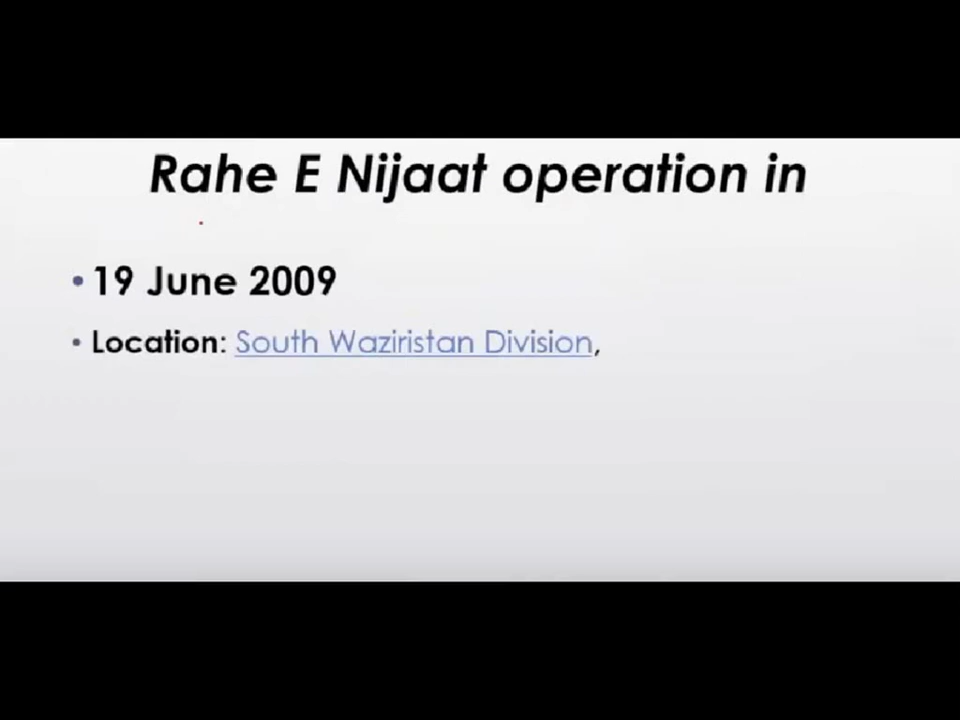 Rahe E Nijaat operation in
• 19 June 2009
• Location: South Waziristan Division,